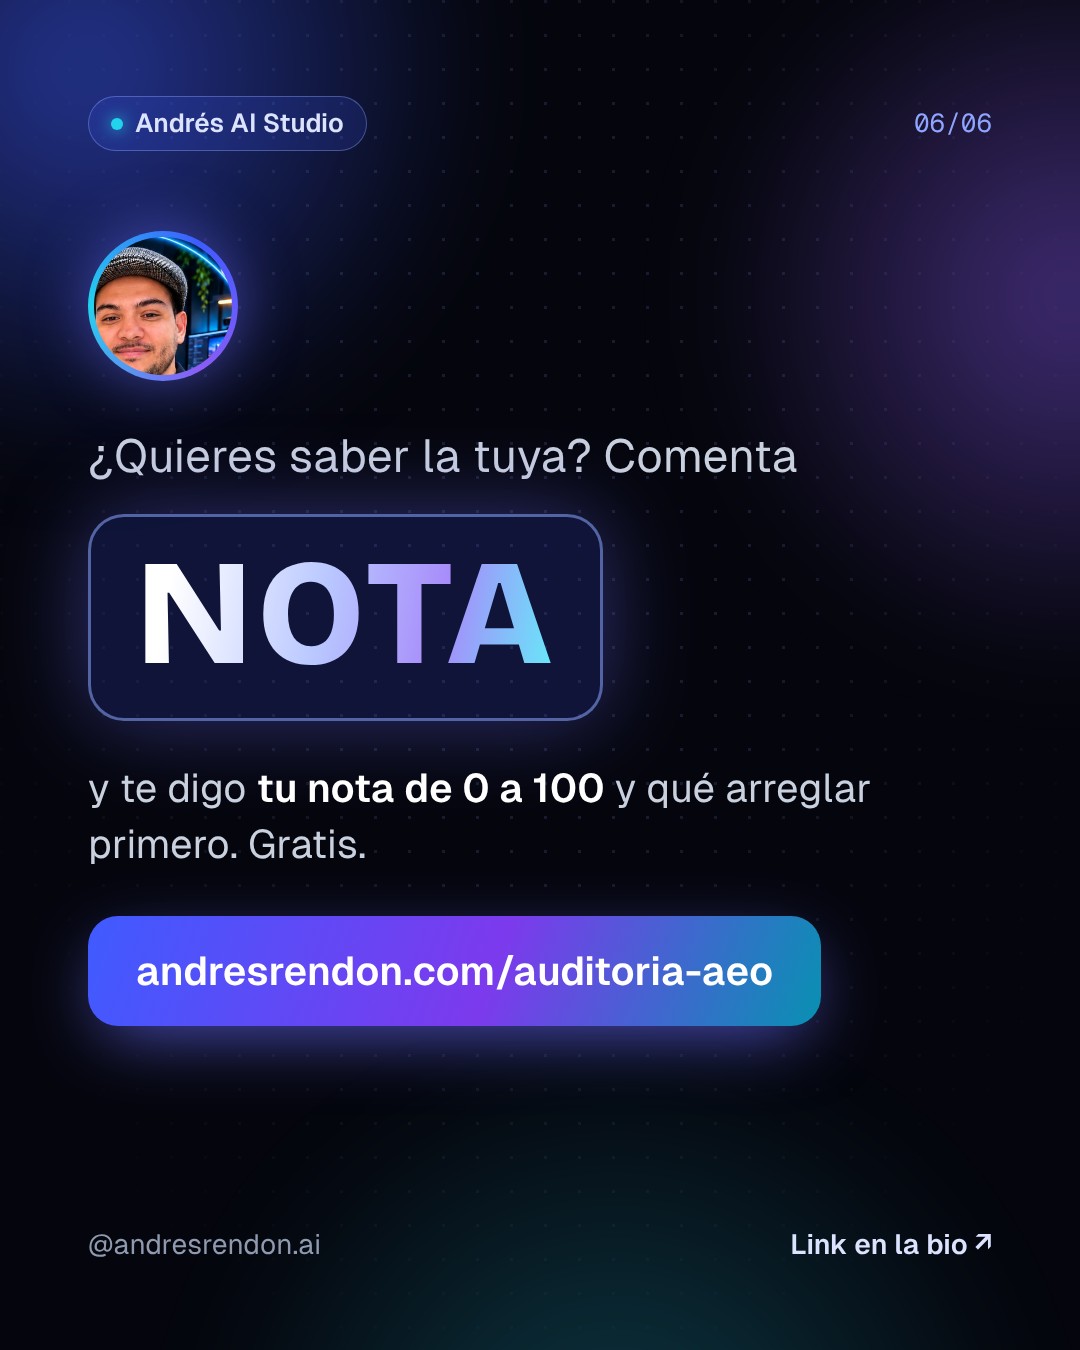 Andrés AI Studio
06/06
¿Quieres saber la tuya? Comenta
NOTA
y te digo tu nota de 0 a 100 y qué arreglar
primero. Gratis.
andresrendon.com/auditoria-aeo
@andresrendon.ai
Link en la bio ↗